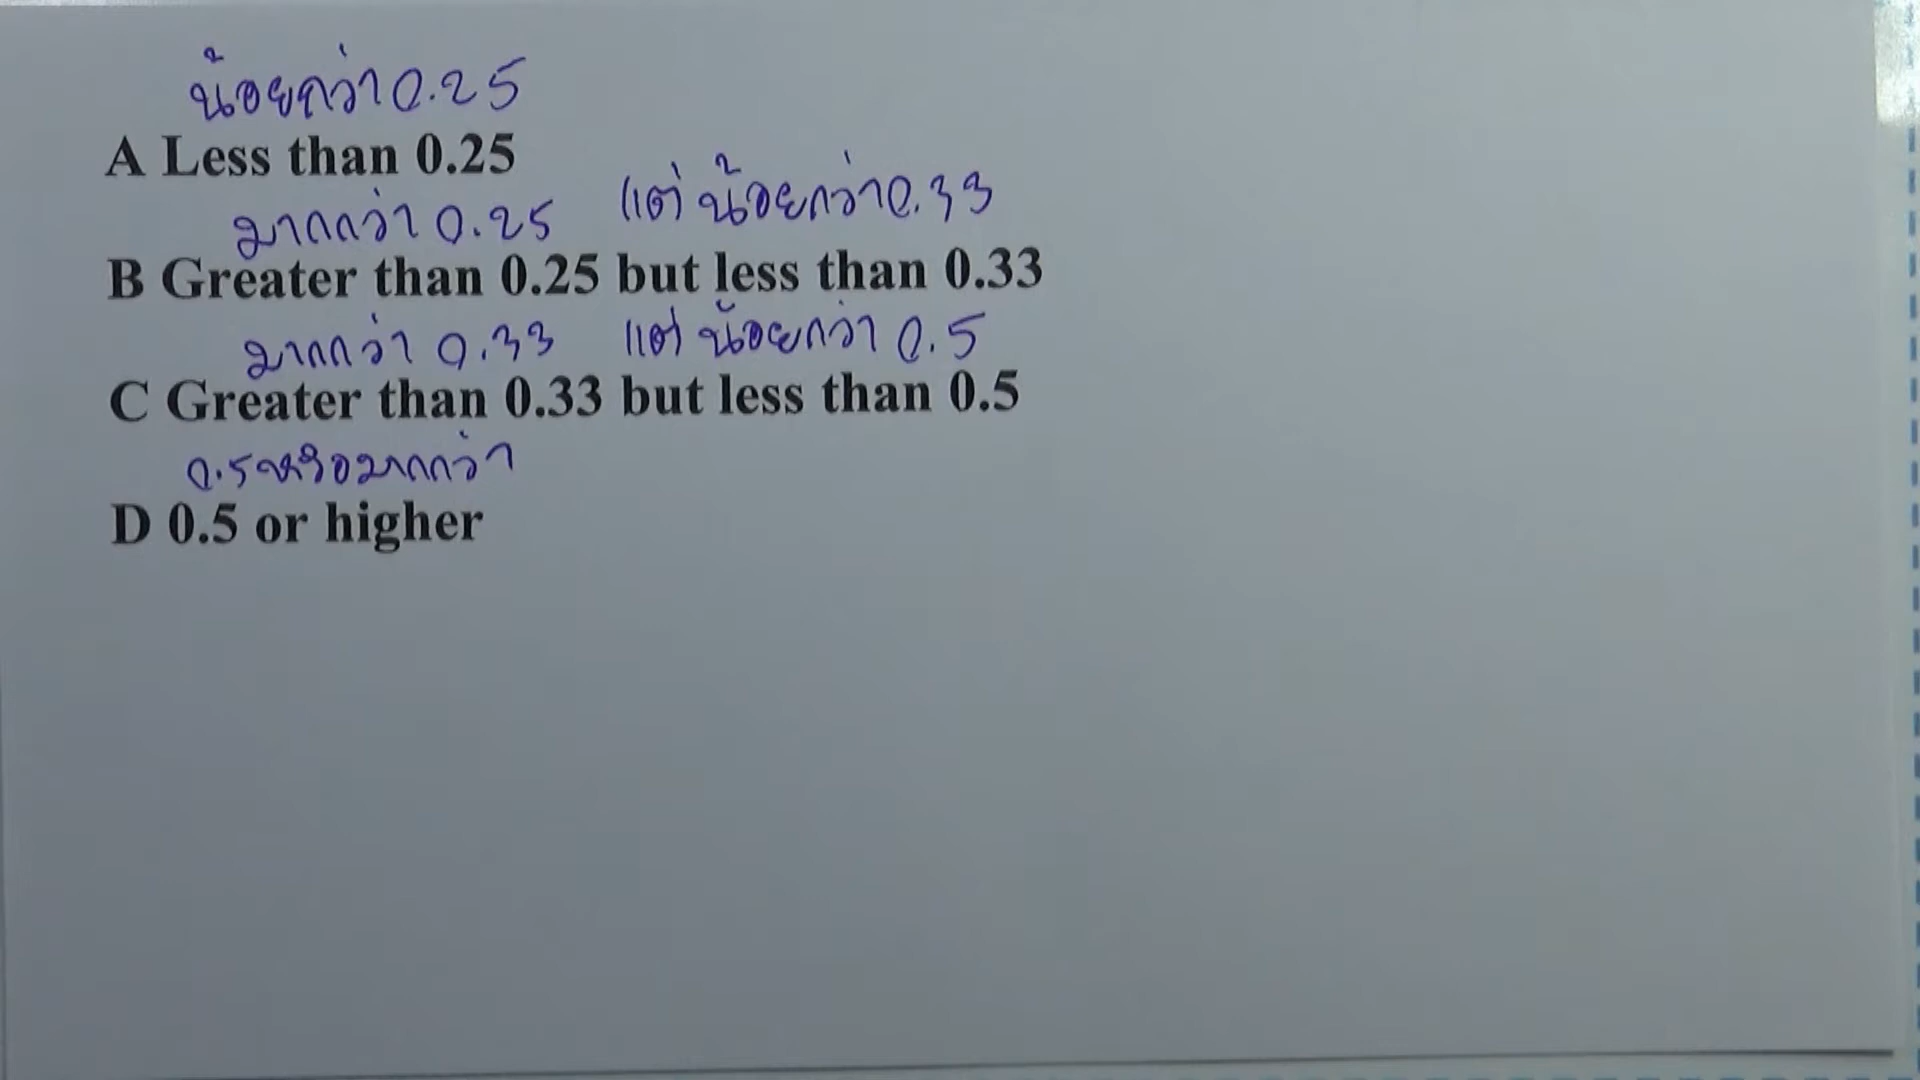 น้อยกว่า 0.25
A Less than 0.25
มากกว่า 0.25 แต่ น้อยกว่า 0.33
B Greater than 0.25 but less than 0.33
มากกว่า 0.33 แต่ น้อยกว่า 0.5
C Greater than 0.33 but less than 0.5
0.5 หรือมากกว่า
D 0.5 or higher